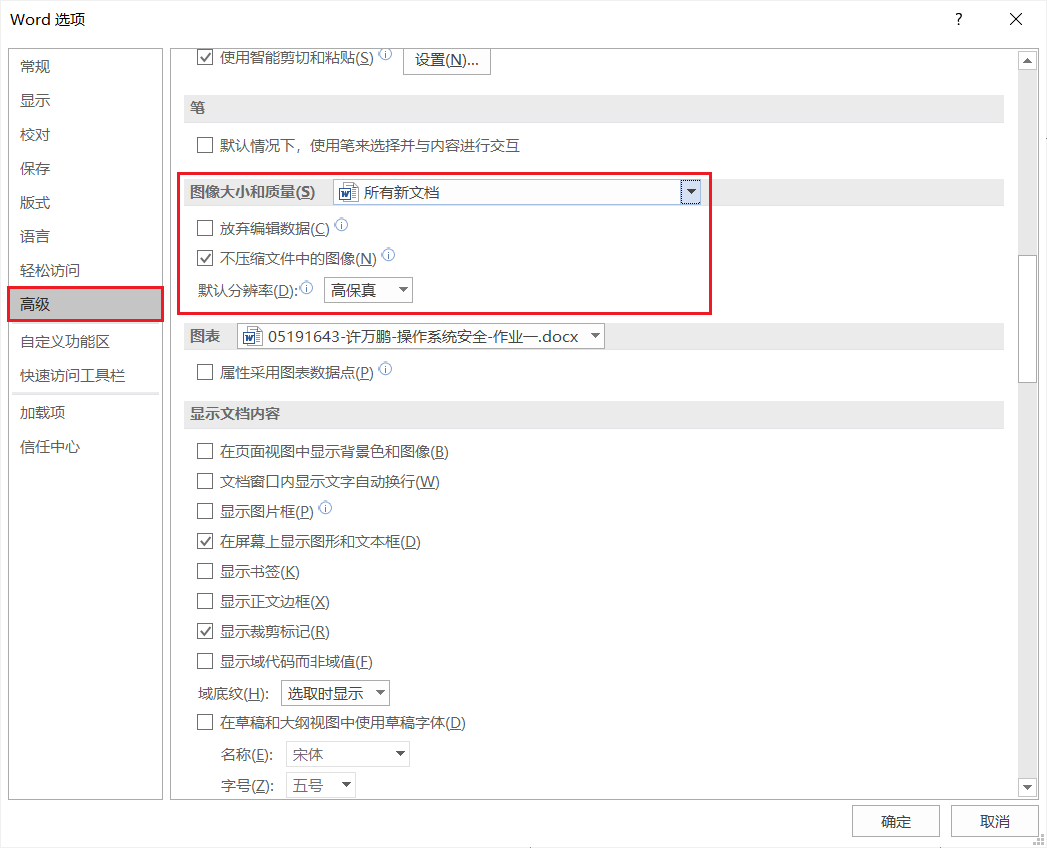 Word 选项
?
常规
显示
校对
保存
版式
语言
轻松访问
高级
自定义功能区
快速访问工具栏
加载项
信任中心
使用智能剪切和粘贴(S)
设置(N)...
笔
默认情况下，使用笔来选择并与内容进行交互
图像大小和质量(S) 所有新文档
放弃编辑数据(C)
不压缩文件中的图像(N)
默认分辨率(D): 高保真
图表 05191643-许万鹏-操作系统安全-作业一.docx
属性采用图表数据点(P)
显示文档内容
在页面视图中显示背景色和图像(B)
文档窗口内显示文字自动换行(W)
显示图片框(P)
在屏幕上显示图形和文本框(D)
显示书签(K)
显示正文边框(X)
显示裁剪标记(R)
显示域代码而非域值(F)
域底纹(H): 选取时显示
在草稿和大纲视图中使用草稿字体(D)
名称(E): 宋体
字号(Z): 五号
确定
取消